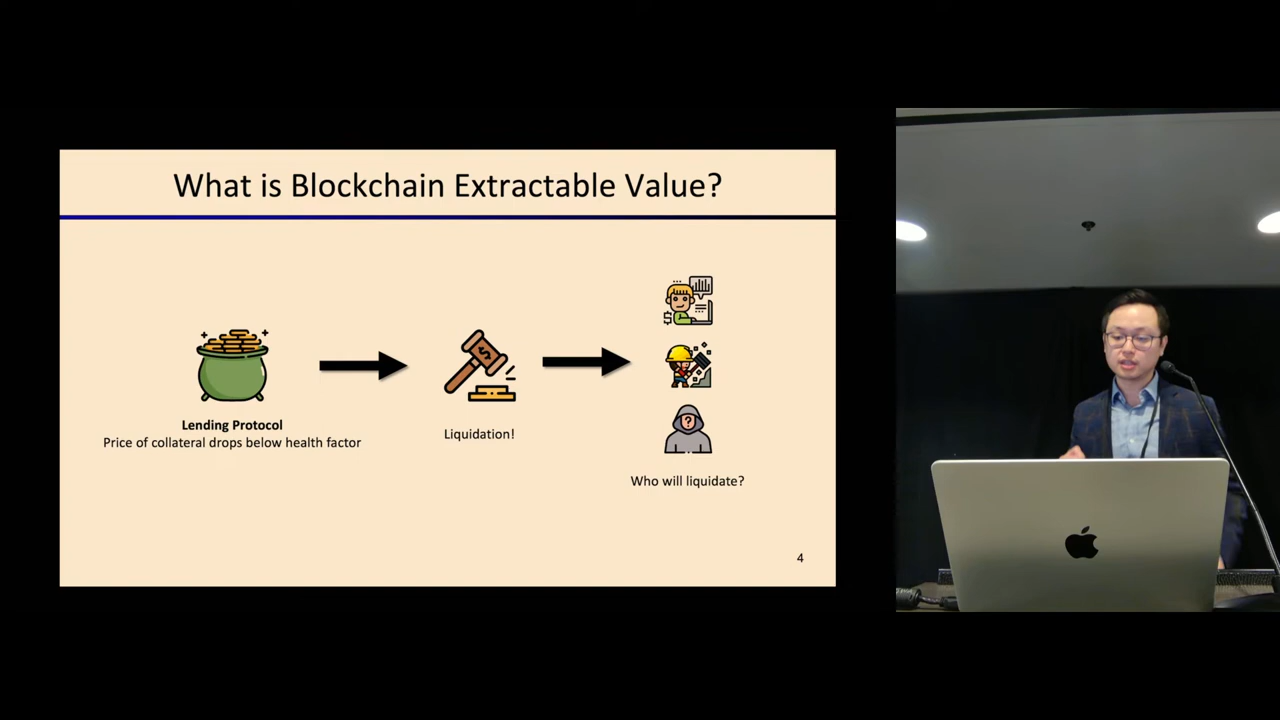 What is Blockchain Extractable Value?
Lending Protocol
Price of collateral drops below health factor
Liquidation!
Who will liquidate?
4